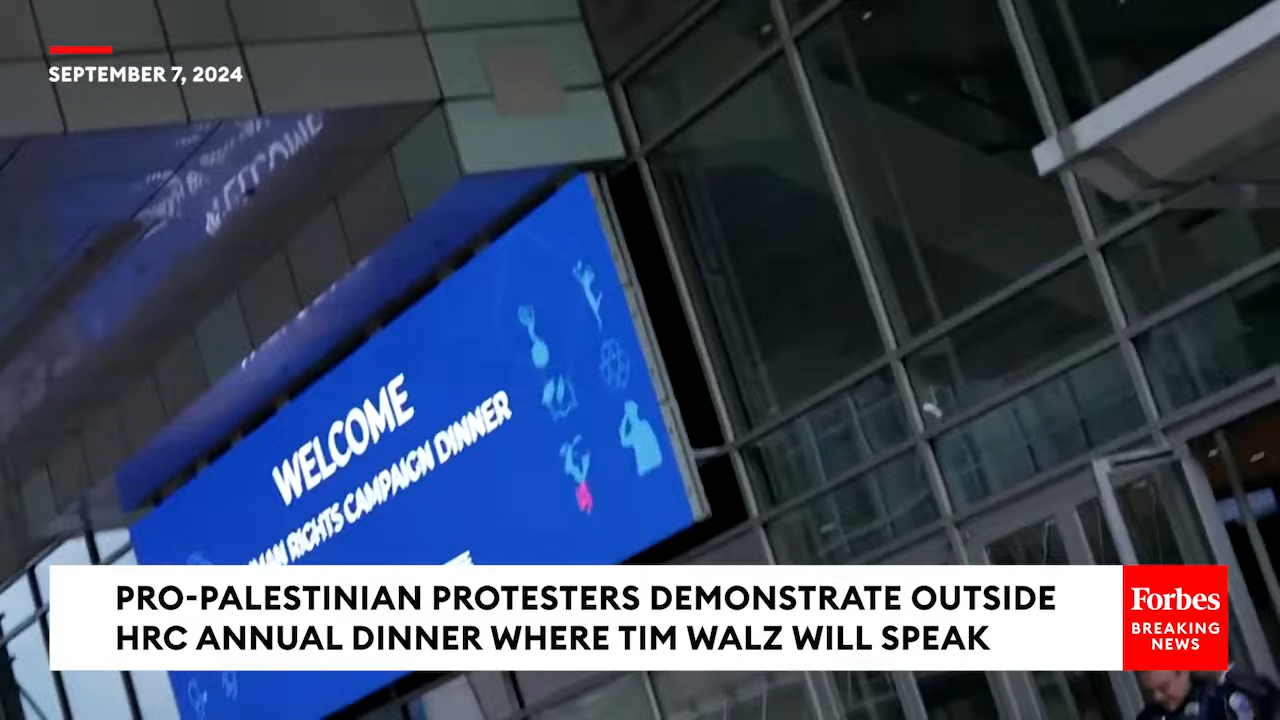 SEPTEMBER 7, 2024
WELCOME
RIGHTS CAMPAIGN DINNER
PRO-PALESTINIAN PROTESTERS DEMONSTRATE OUTSIDE
HRC ANNUAL DINNER WHERE TIM WALZ WILL SPEAK
Forbes
BREAKING
NEWS